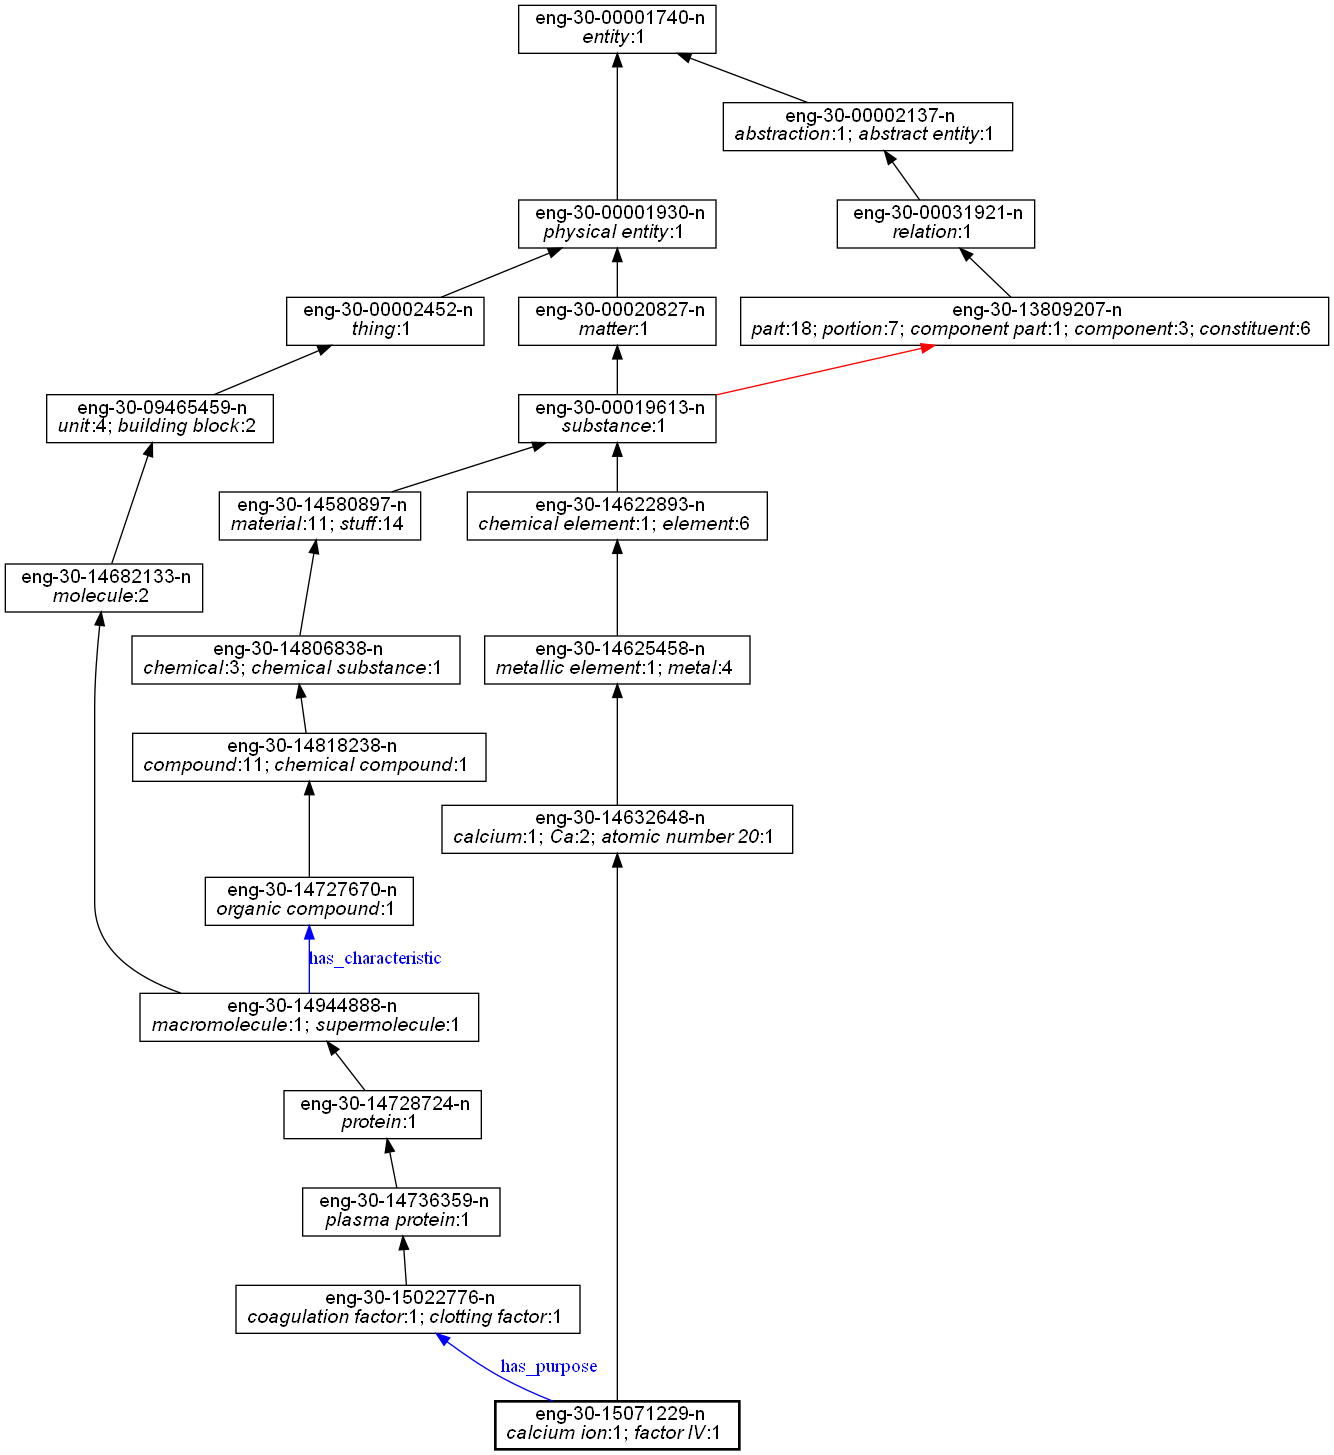 eng-30-00001740-n
entity:1
eng-30-00002137-n
abstraction:1; abstract entity:1
eng-30-00001930-n
physical entity:1
eng-30-00031921-n
relation:1
eng-30-00002452-n
thing:1
eng-30-00020827-n
matter:1
eng-30-13809207-n
part:18; portion:7; component part:1; component:3; constituent:6
eng-30-09465459-n
unit:4; building block:2
eng-30-00019613-n
substance:1
eng-30-14580897-n
material:11; stuff:14
eng-30-14622893-n
chemical element:1; element:6
eng-30-14682133-n
molecule:2
eng-30-14806838-n
chemical:3; chemical substance:1
eng-30-14625458-n
metallic element:1; metal:4
eng-30-14818238-n
compound:11; chemical compound:1
eng-30-14632648-n
calcium:1; Ca:2; atomic number 20:1
eng-30-14727670-n
organic compound:1
has_characteristic
eng-30-14944888-n
macromolecule:1; supermolecule:1
eng-30-14728724-n
protein:1
eng-30-14736359-n
plasma protein:1
eng-30-15022776-n
coagulation factor:1; clotting factor:1
has_purpose
eng-30-15071229-n
calcium ion:1; factor IV:1